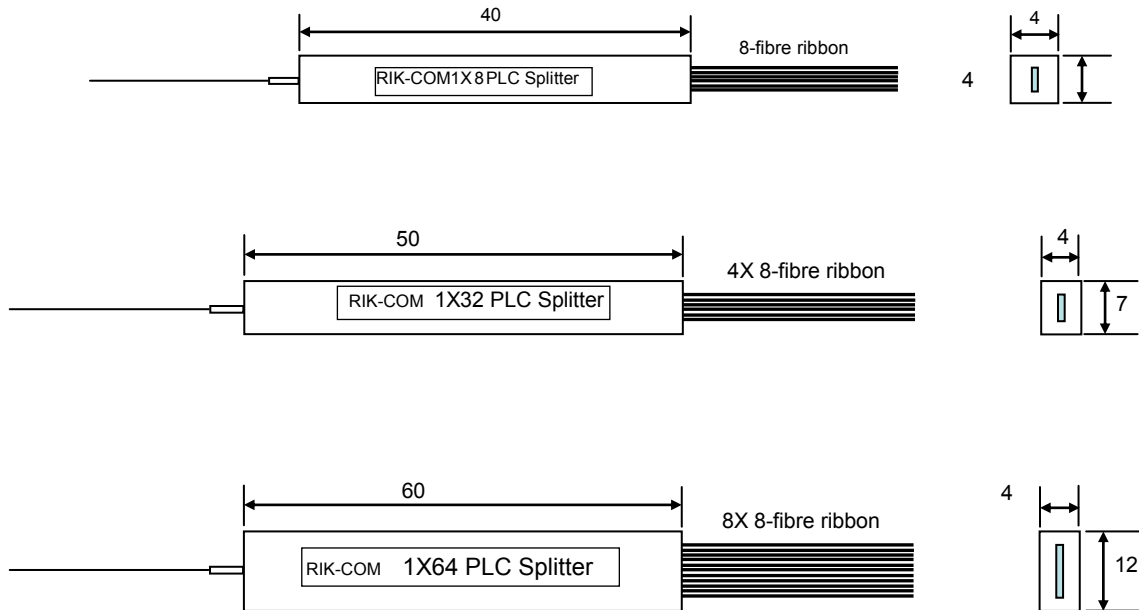 40
4
8-fibre ribbon
RIK-COM1X8PLC Splitter
4
50
4
4X 8-fibre ribbon
RIK-COM 1X32 PLC Splitter
7
60
4
8X 8-fibre ribbon
RIK-COM 1X64 PLC Splitter
12